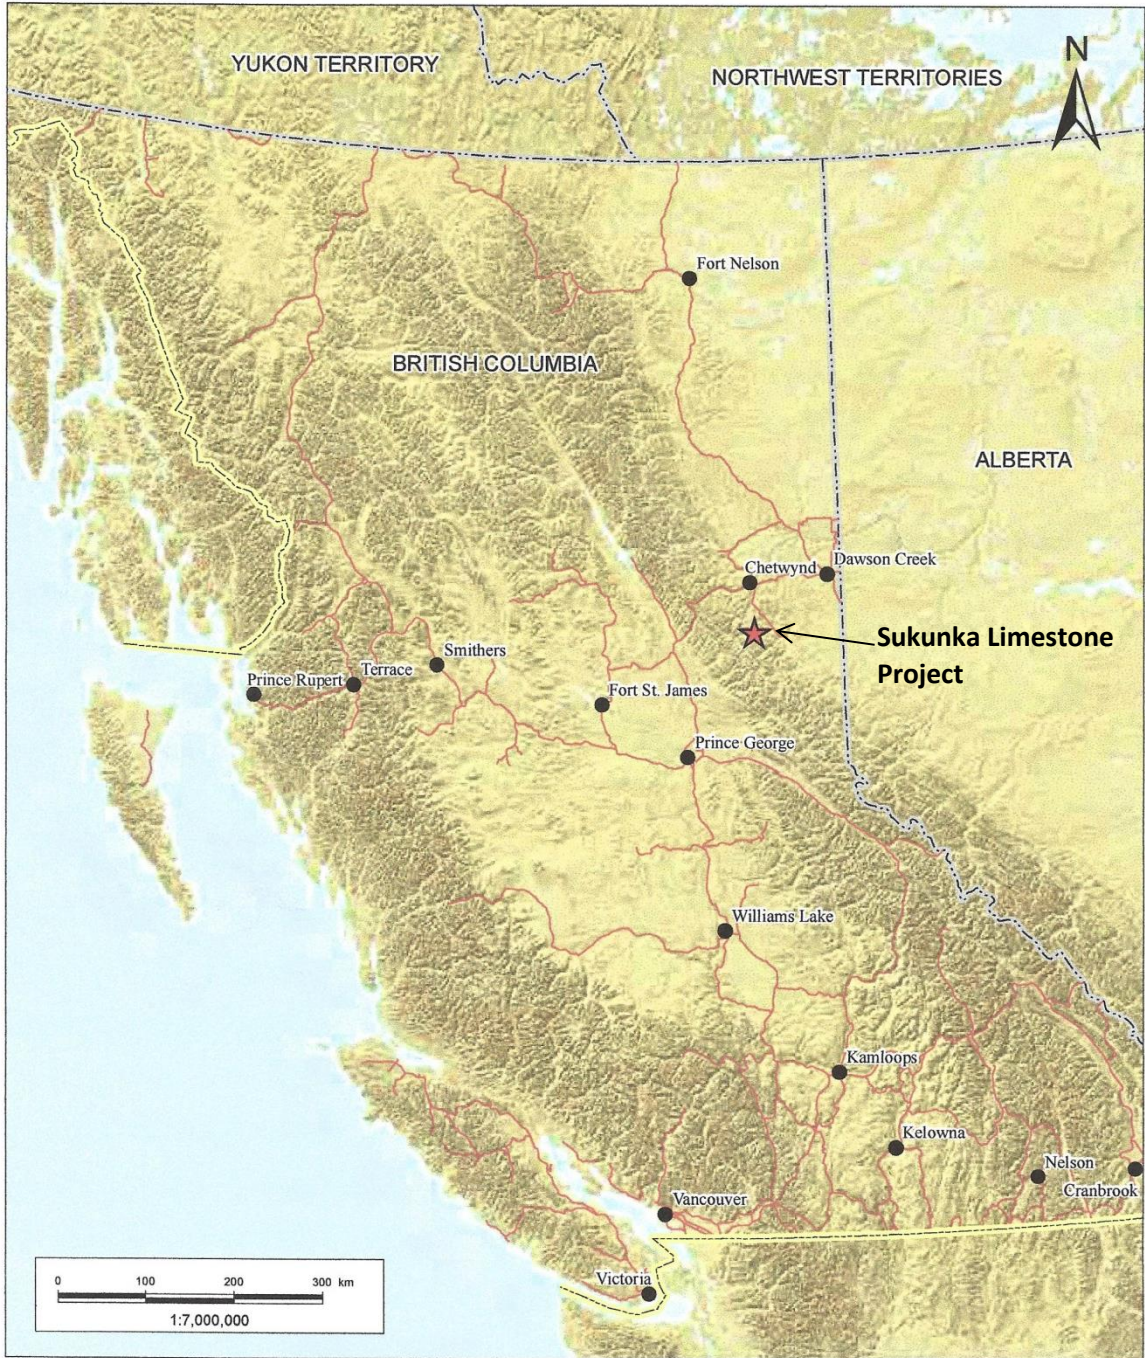 YUKON TERRITORY
NORTHWEST TERRITORIES
N
Fort Nelson
BRITISH COLUMBIA
ALBERTA
Chetwynd
Dawson Creek
Sukunka Limestone
Project
Smithers
Terrace
Prince Rupert
Fort St. James
Prince George
Williams Lake
Kamloops
Kelowna
Nelson
Cranbrook
Vancouver
Victoria
0 100 200 300 km
1:7,000,000